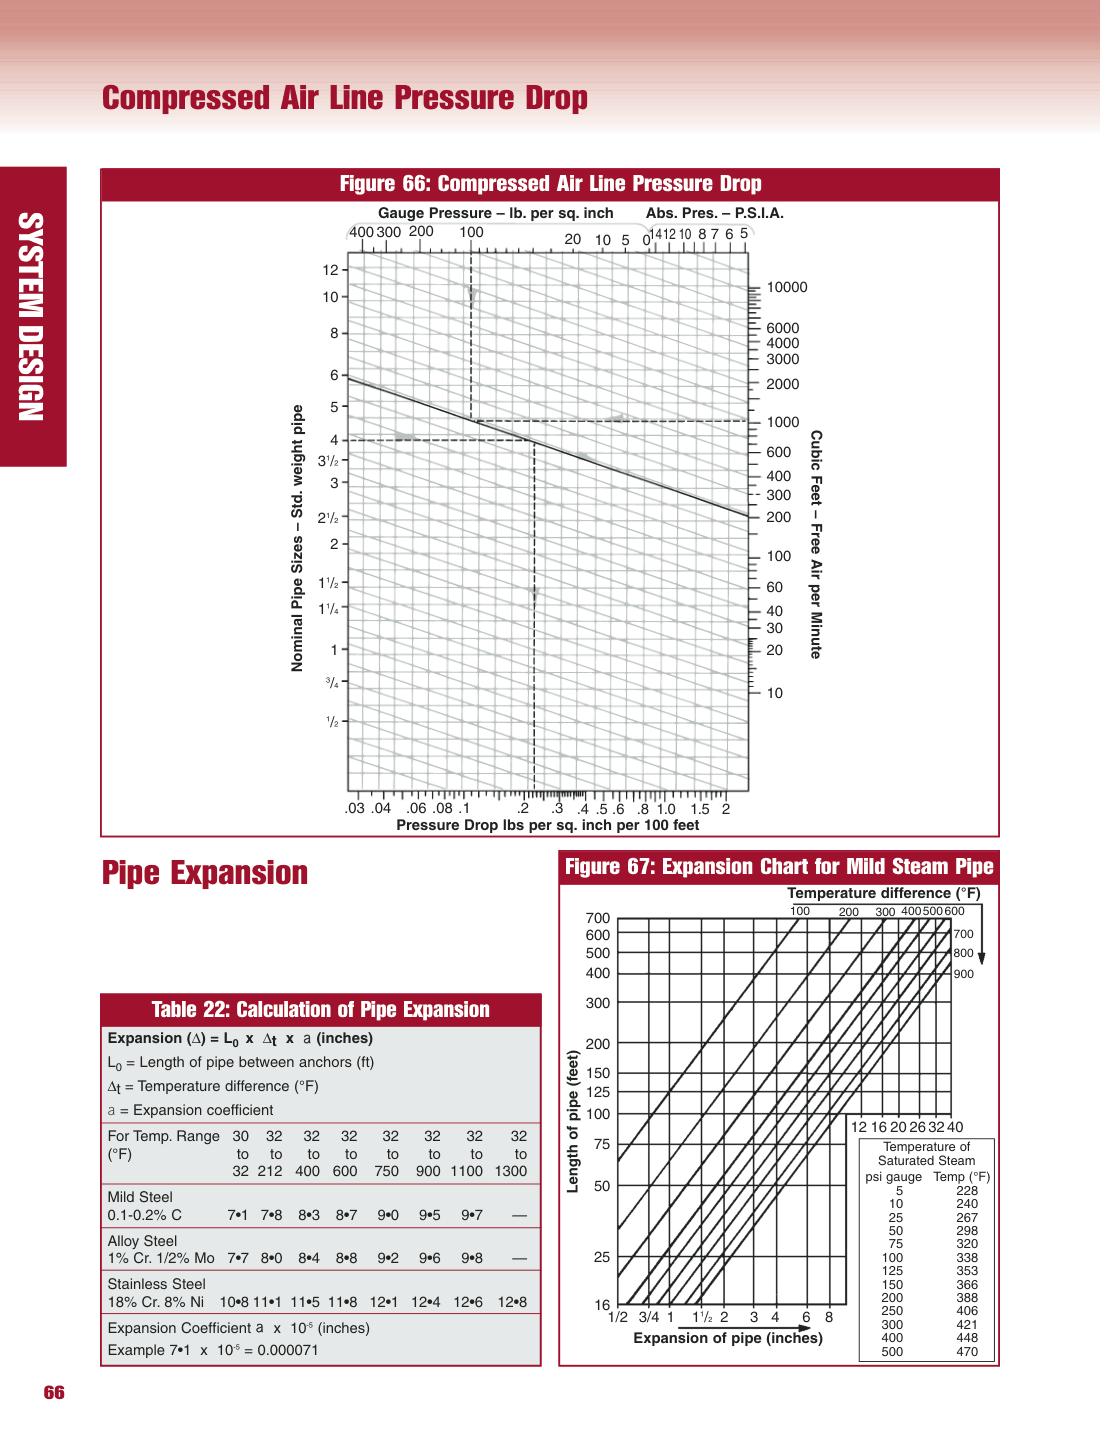 Compressed Air Line Pressure Drop
SYSTEM DESIGN
Figure 66: Compressed Air Line Pressure Drop
Gauge Pressure – lb. per sq. inch Abs. Pres. – P.S.I.A.
400 300 200 100 20 10 5 0 14 12 10 8 7 6 5
Nominal Pipe Sizes – Std. weight pipe
12
10
8
6
5
4
3 1/2
3
2 1/2
2
1 1/2
1 1/4
1
3/4
1/2
10000
6000
4000
3000
2000
1000
600
400
300
200
100
60
40
30
20
10
Cubic Feet – Free Air per Minute
.03 .04 .06 .08 .1 .2 .3 .4 .5 .6 .8 1.0 1.5 2
Pressure Drop lbs per sq. inch per 100 feet
Pipe Expansion
Table 22: Calculation of Pipe Expansion
Expansion (Δ) = L0 x Δt x a (inches)
L0 = Length of pipe between anchors (ft)
Δt = Temperature difference (°F)
a = Expansion coefficient
For Temp. Range 30 32 32 32 32 32 32 32
(°F) to to to to to to to to
32 212 400 600 750 900 1100 1300
Mild Steel
0.1-0.2% C 7•1 7•8 8•3 8•7 9•0 9•5 9•7 —
Alloy Steel
1% Cr. 1/2% Mo 7•7 8•0 8•4 8•8 9•2 9•6 9•8 —
Stainless Steel
18% Cr. 8% Ni 10•8 11•1 11•5 11•8 12•1 12•4 12•6 12•8
Expansion Coefficient a x 10-5 (inches)
Example 7•1 x 10-5 = 0.000071
Figure 67: Expansion Chart for Mild Steam Pipe
Temperature difference (°F)
100 200 300 400 500 600
700
800
900
Length of pipe (feet)
700
600
500
400
300
200
150
125
100
75
50
25
16
12 16 20 26 32 40
1/2 3/4 1 1 1/2 2 3 4 6 8
Expansion of pipe (inches)
Temperature of
Saturated Steam
psi gauge Temp (°F)
5 228
10 240
25 267
50 298
75 320
100 338
125 353
150 366
200 388
250 406
300 421
400 448
500 470
66